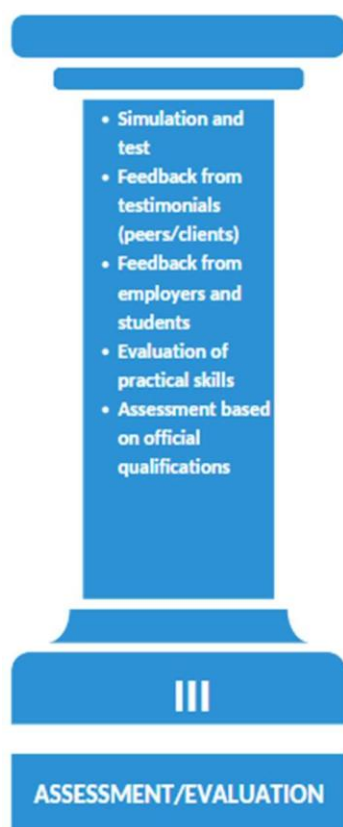 • Simulation and
test
• Feedback from
testimonials
(peers/clients)
• Feedback from
employers and
students
• Evaluation of
practical skills
• Assessment based
on official
qualifications
III
ASSESSMENT/EVALUATION